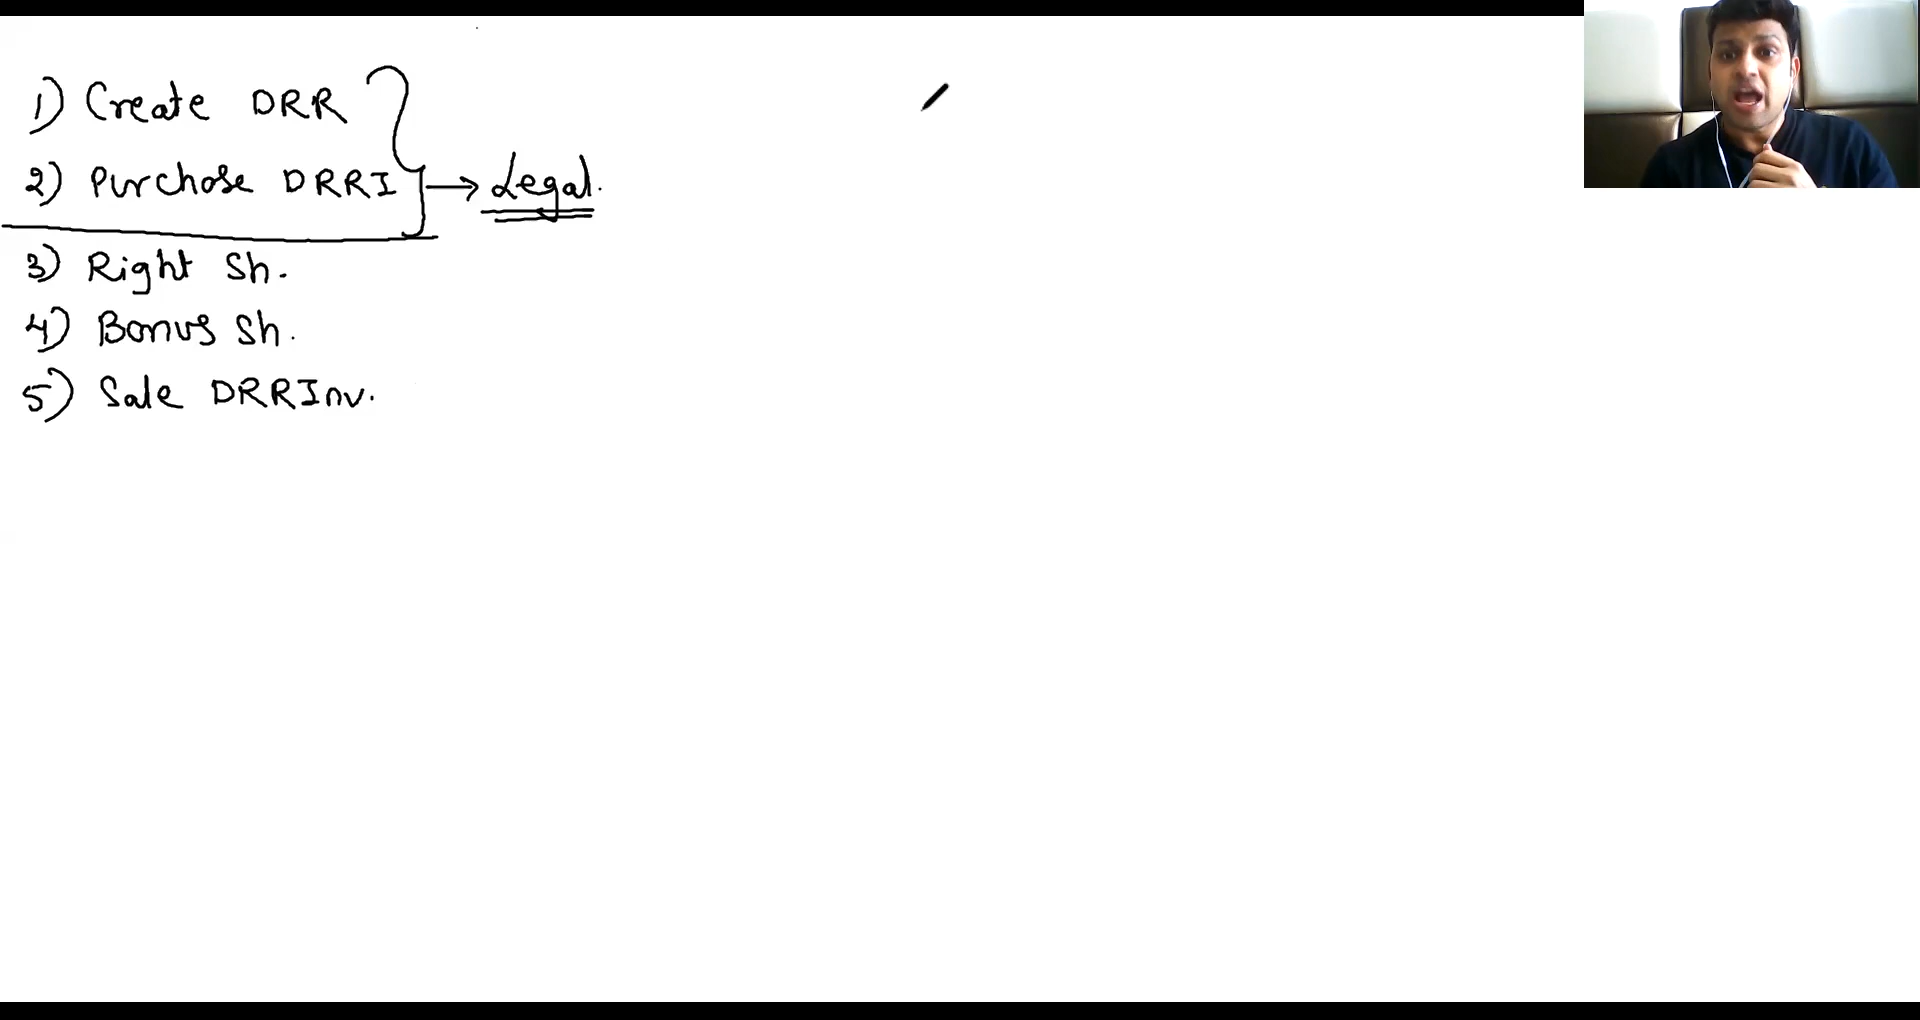 1) Create DRR
2) Purchase DRRI → Legal.
3) Right Sh.
4) Bonus Sh.
5) Sale DRRInv.